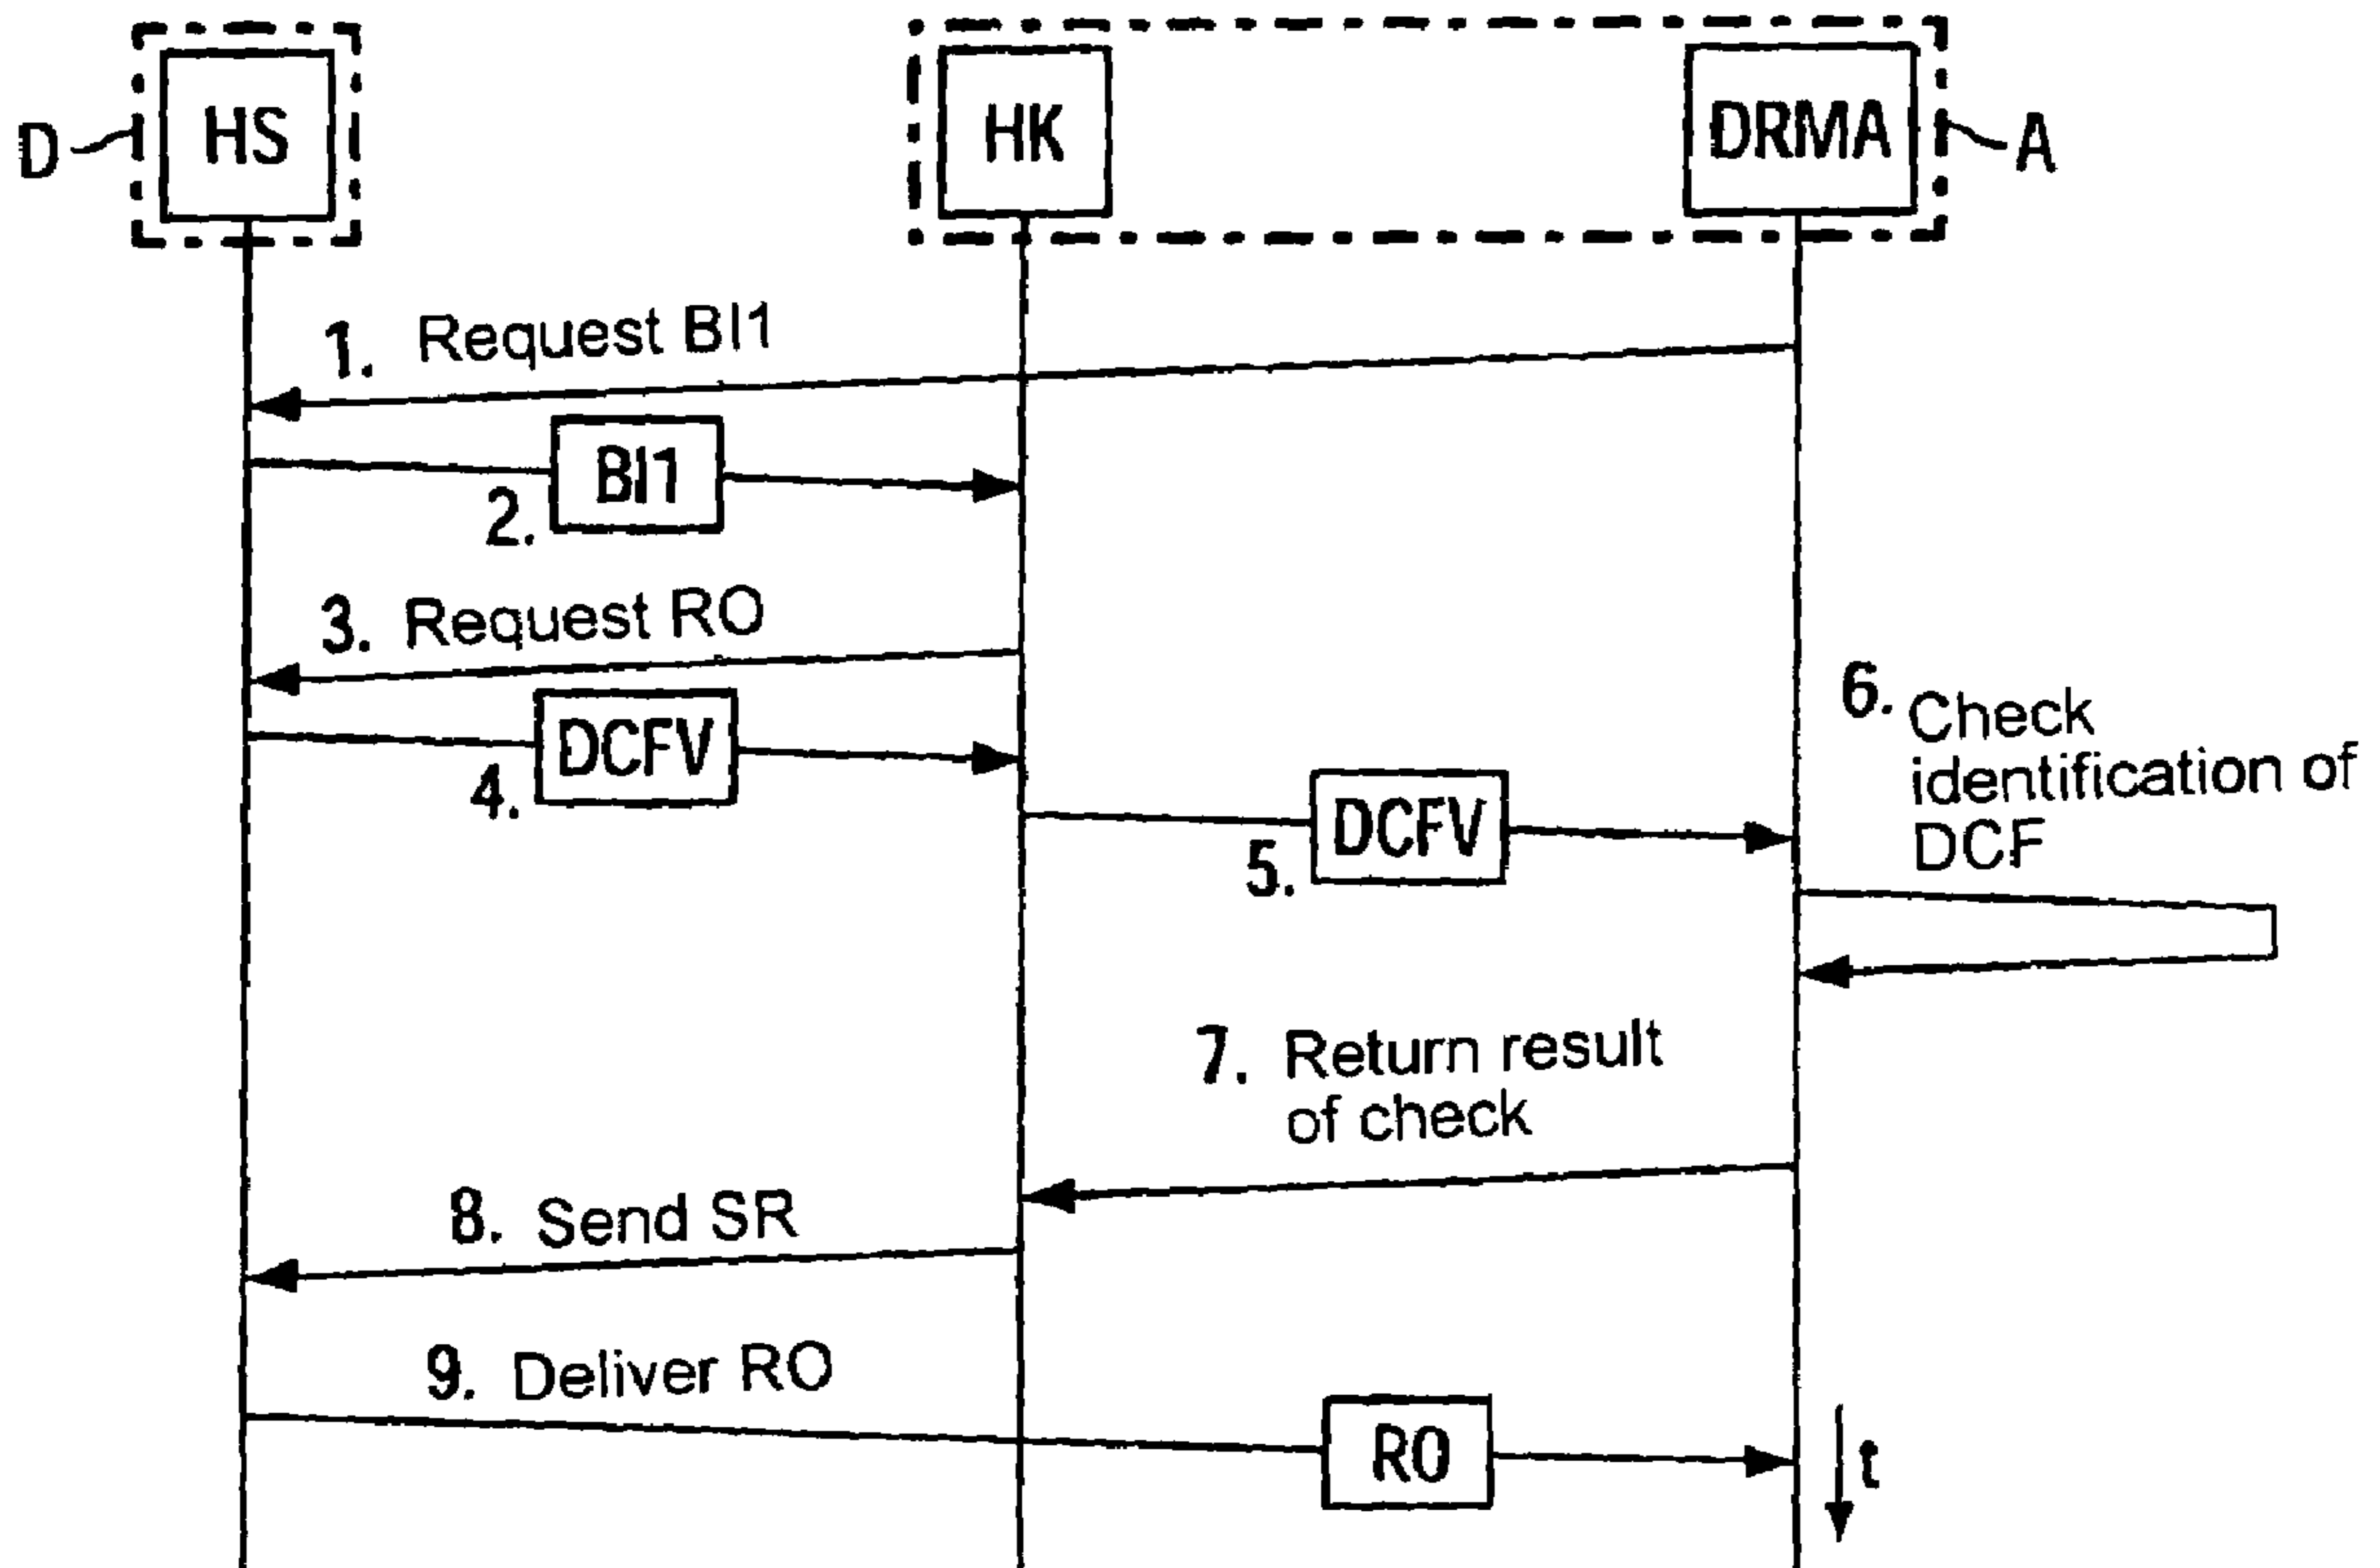 D
HS
HK
DRMA
A
1. Request BI1
BI1
2.
3. Request RO
DCFV
4.
DCFV
5.
6. Check
identification of
DCF
7. Return result
of check
8. Send SR
9. Deliver RO
RO
t